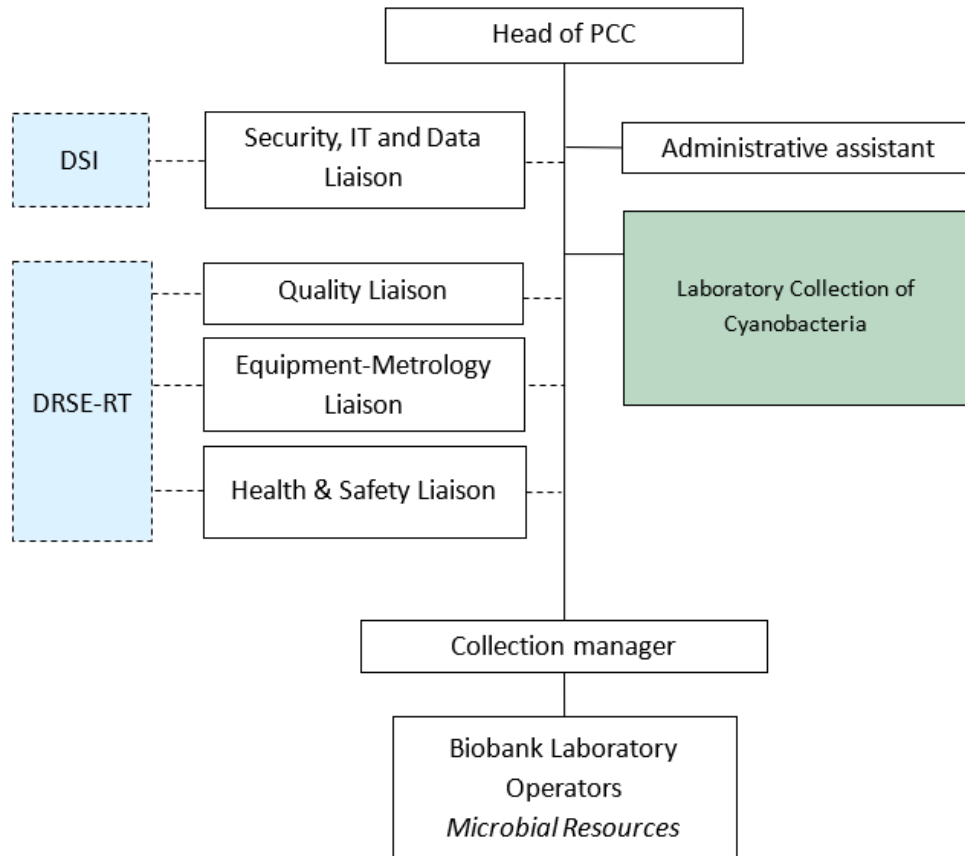 Head of PCC
DSI
Security, IT and Data
Liaison
Administrative assistant
Laboratory Collection of
Cyanobacteria
DRSE-RT
Quality Liaison
Equipment-Metrology
Liaison
Health & Safety Liaison
Collection manager
Biobank Laboratory
Operators
Microbial Resources